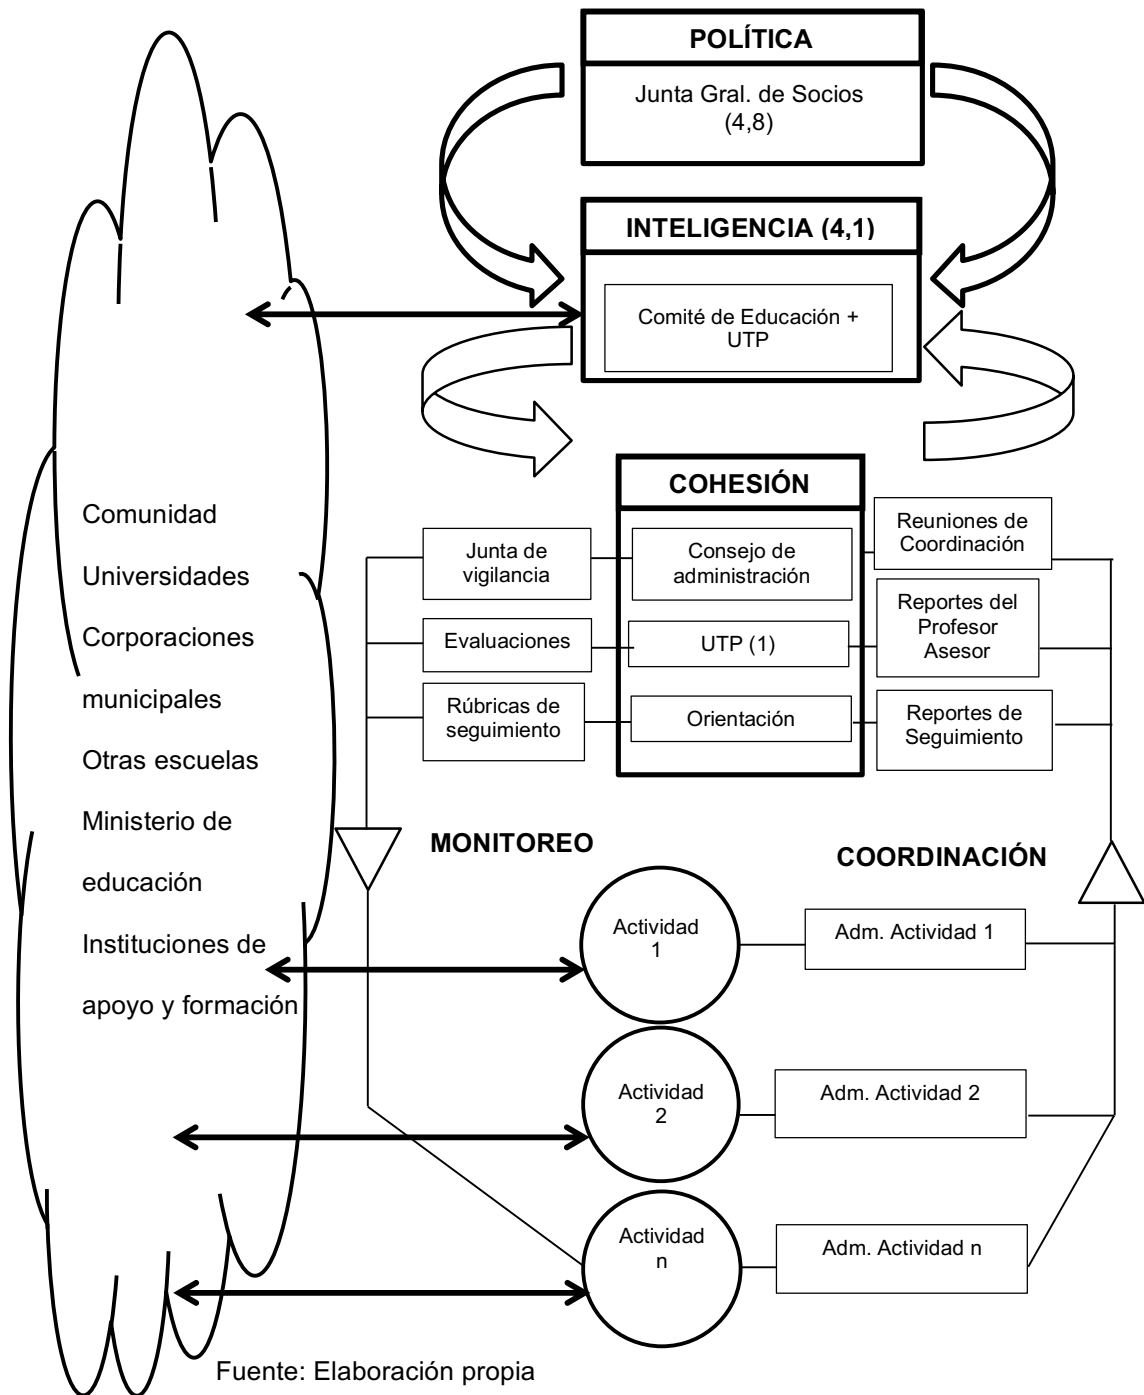 POLÍTICA
Junta Gral. de Socios
(4,8)
INTELIGENCIA (4,1)
Comité de Educación +
UTP
COHESIÓN
Junta de
vigilancia
Consejo de
administración
Reuniones de
Coordinación
Evaluaciones
UTP (1)
Reportes del
Profesor
Asesor
Rúbricas de
seguimiento
Orientación
Reportes de
Seguimiento
Comunidad
Universidades
Corporaciones
municipales
Otras escuelas
Ministerio de
educación
Instituciones de
apoyo y formación
MONITOREO
COORDINACIÓN
Actividad
1
Adm. Actividad 1
Actividad
2
Adm. Actividad 2
Actividad
n
Adm. Actividad n
Fuente: Elaboración propia